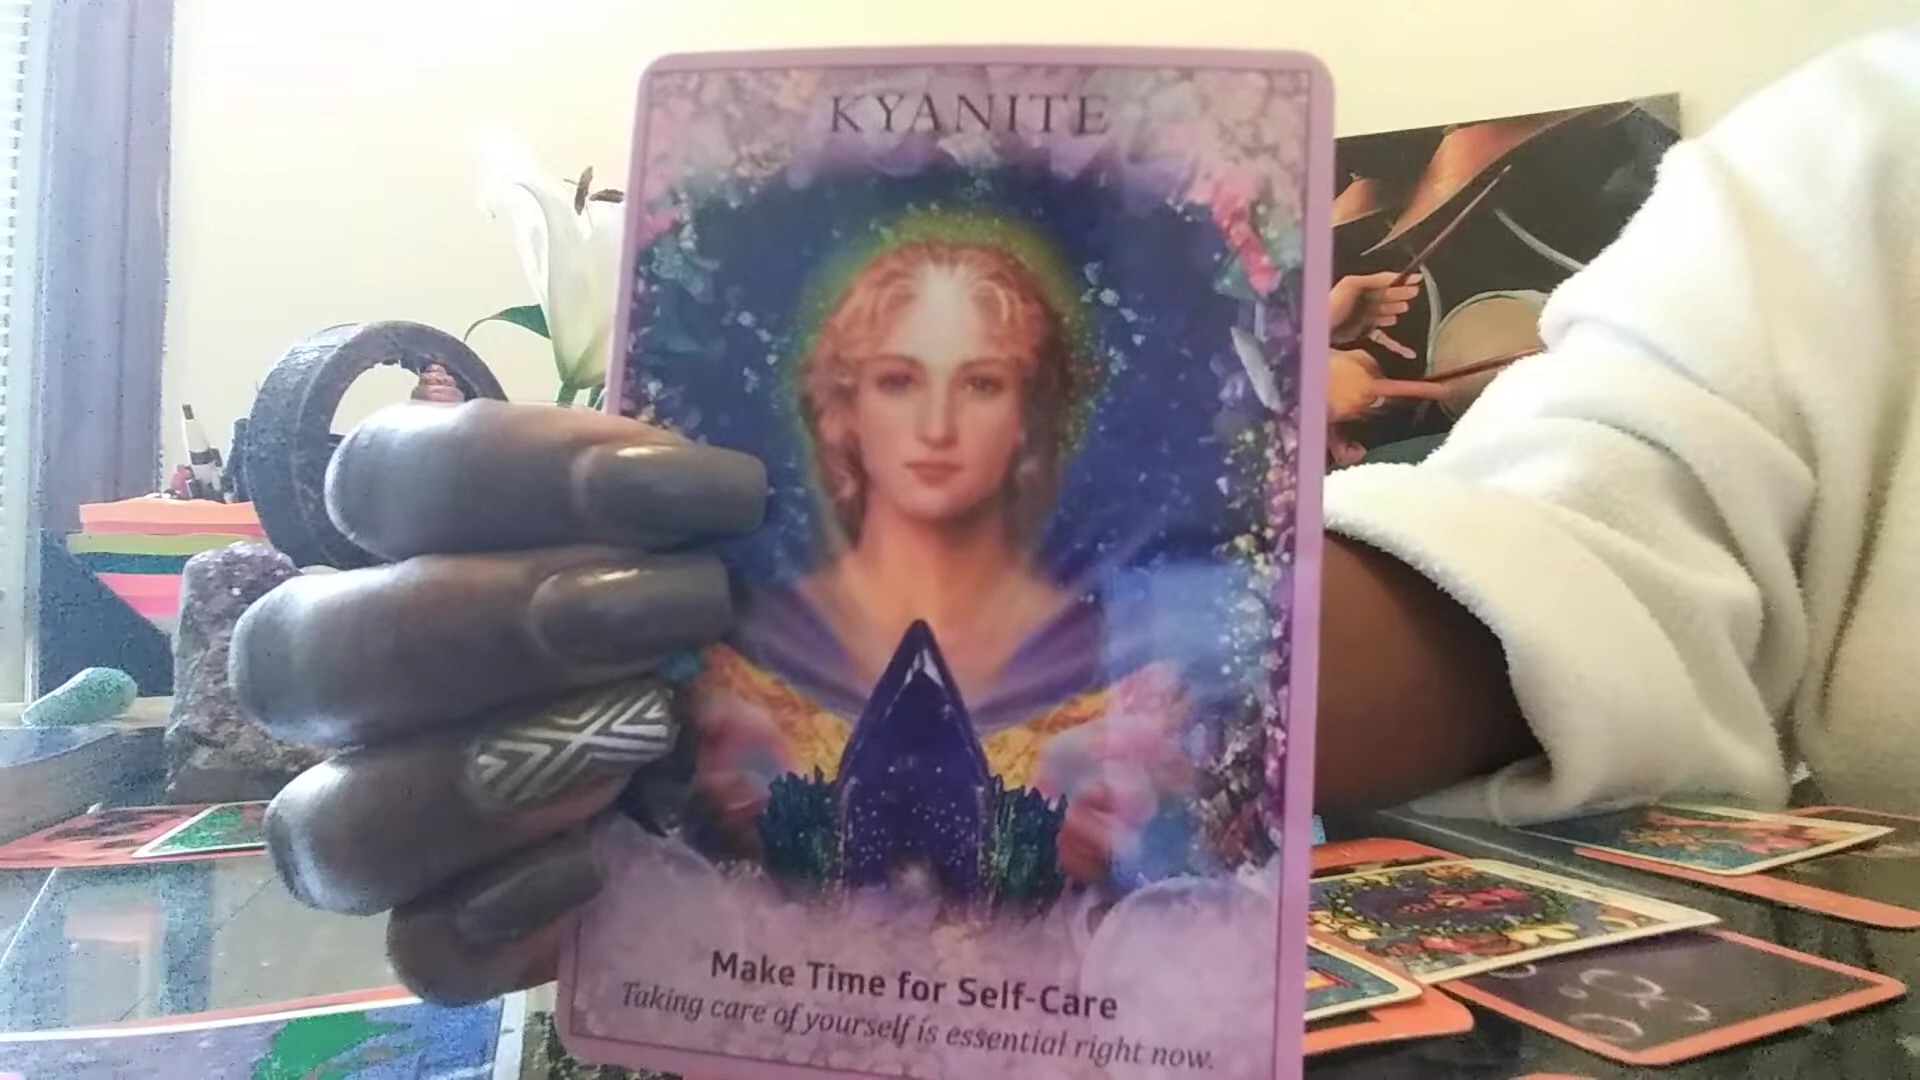 KYANITE
Make Time for Self-Care
Taking care of yourself is essential right now.